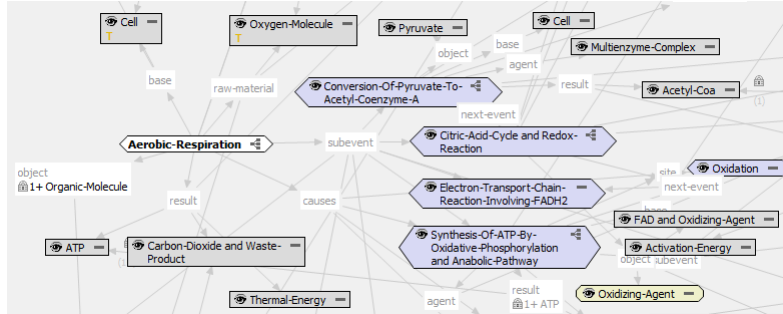 Cell
T
Oxygen-Molecule
T
Pyruvate
Cell
Multienzyme-Complex
object
base
agent
base
raw-material
Conversion-Of-Pyruvate-To-
Acetyl-Coenzyme-A
result
Acetyl-Coa
(1)
next-event
Aerobic-Respiration
subevent
Citric-Acid-Cycle and Redox-
Reaction
object
1+ Organic-Molecule
site
Oxidation
next-event
result
causes
Electron-Transport-Chain-
Reaction-Involving-FADH2
base
FAD and Oxidizing-Agent
ATP
Carbon-Dioxide and Waste-
Product
Synthesis-Of-ATP-By-
Oxidative-Phosphorylation
and Anabolic-Pathway
Activation-Energy
object
subevent
Thermal-Energy
agent
result
1+ ATP
Oxidizing-Agent